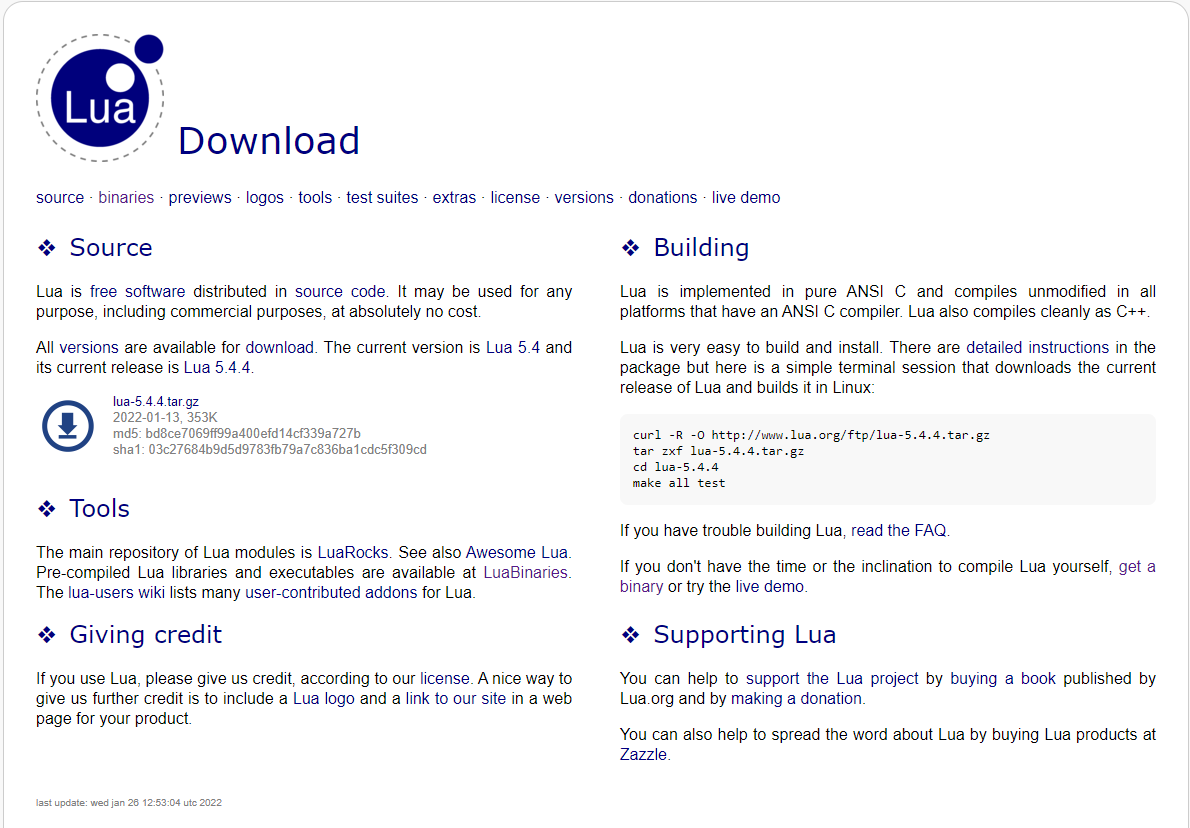 Lua
Download
source · binaries · previews · logos · tools · test suites · extras · license · versions · donations · live demo
❖ Source
Lua is free software distributed in source code. It may be used for any
purpose, including commercial purposes, at absolutely no cost.
All versions are available for download. The current version is Lua 5.4 and
its current release is Lua 5.4.4.
lua-5.4.4.tar.gz
2022-01-13, 353K
md5: bd8ce7069ff99a400efd14cf339a727b
sha1: 03c27684b9d5d9783fb79a7c836ba1cdc5f309cd
❖ Tools
The main repository of Lua modules is LuaRocks. See also Awesome Lua.
Pre-compiled Lua libraries and executables are available at LuaBinaries.
The lua-users wiki lists many user-contributed addons for Lua.
❖ Giving credit
If you use Lua, please give us credit, according to our license. A nice way to
give us further credit is to include a Lua logo and a link to our site in a web
page for your product.
❖ Building
Lua is implemented in pure ANSI C and compiles unmodified in all
platforms that have an ANSI C compiler. Lua also compiles cleanly as C++.
Lua is very easy to build and install. There are detailed instructions in the
package but here is a simple terminal session that downloads the current
release of Lua and builds it in Linux:
curl -R -O http://www.lua.org/ftp/lua-5.4.4.tar.gz
tar zxf lua-5.4.4.tar.gz
cd lua-5.4.4
make all test
If you have trouble building Lua, read the FAQ.
If you don't have the time or the inclination to compile Lua yourself, get a
binary or try the live demo.
❖ Supporting Lua
You can help to support the Lua project by buying a book published by
Lua.org and by making a donation.
You can also help to spread the word about Lua by buying Lua products at
Zazzle.
last update: wed jan 26 12:53:04 utc 2022